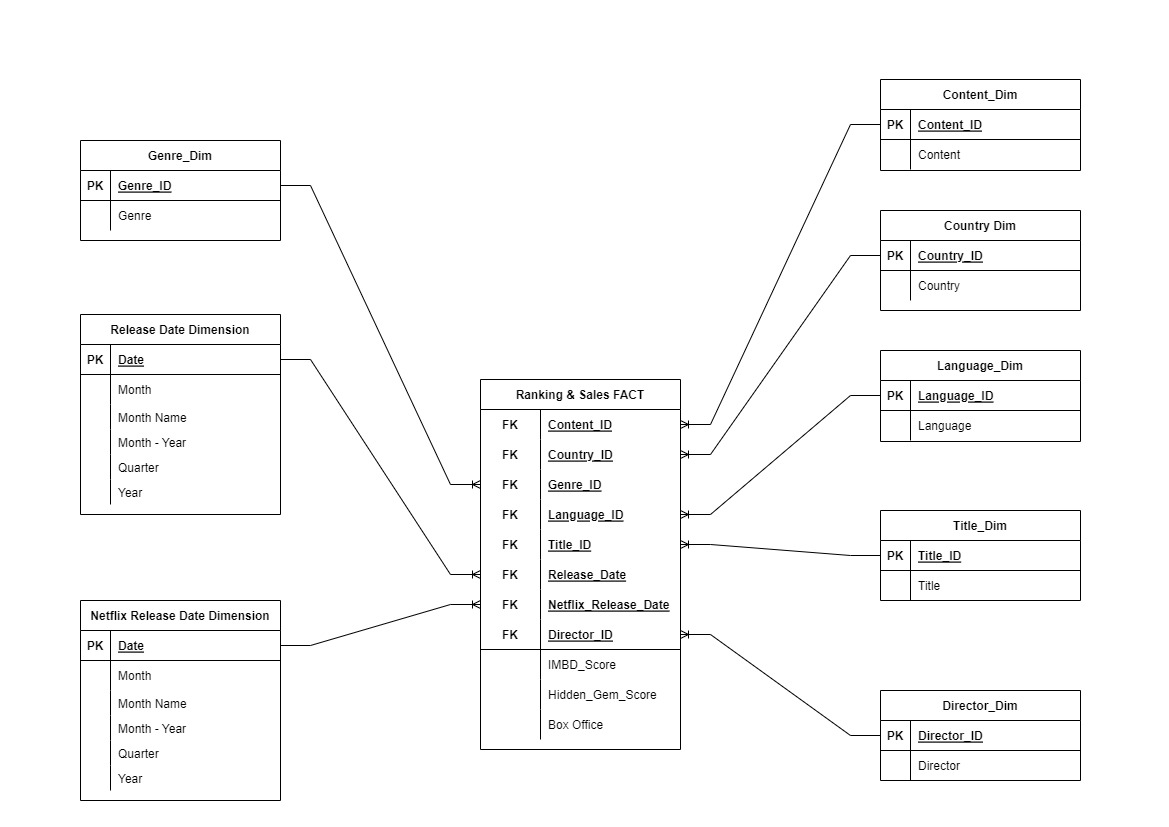 Genre_Dim
PK Genre_ID
Genre
Release Date Dimension
PK Date
Month
Month Name
Month - Year
Quarter
Year
Netflix Release Date Dimension
PK Date
Month
Month Name
Month - Year
Quarter
Year
Ranking & Sales FACT
FK Content_ID
FK Country_ID
FK Genre_ID
FK Language_ID
FK Title_ID
FK Release_Date
FK Netflix_Release_Date
FK Director_ID
IMBD_Score
Hidden_Gem_Score
Box Office
Content_Dim
PK Content_ID
Content
Country Dim
PK Country_ID
Country
Language_Dim
PK Language_ID
Language
Title_Dim
PK Title_ID
Title
Director_Dim
PK Director_ID
Director